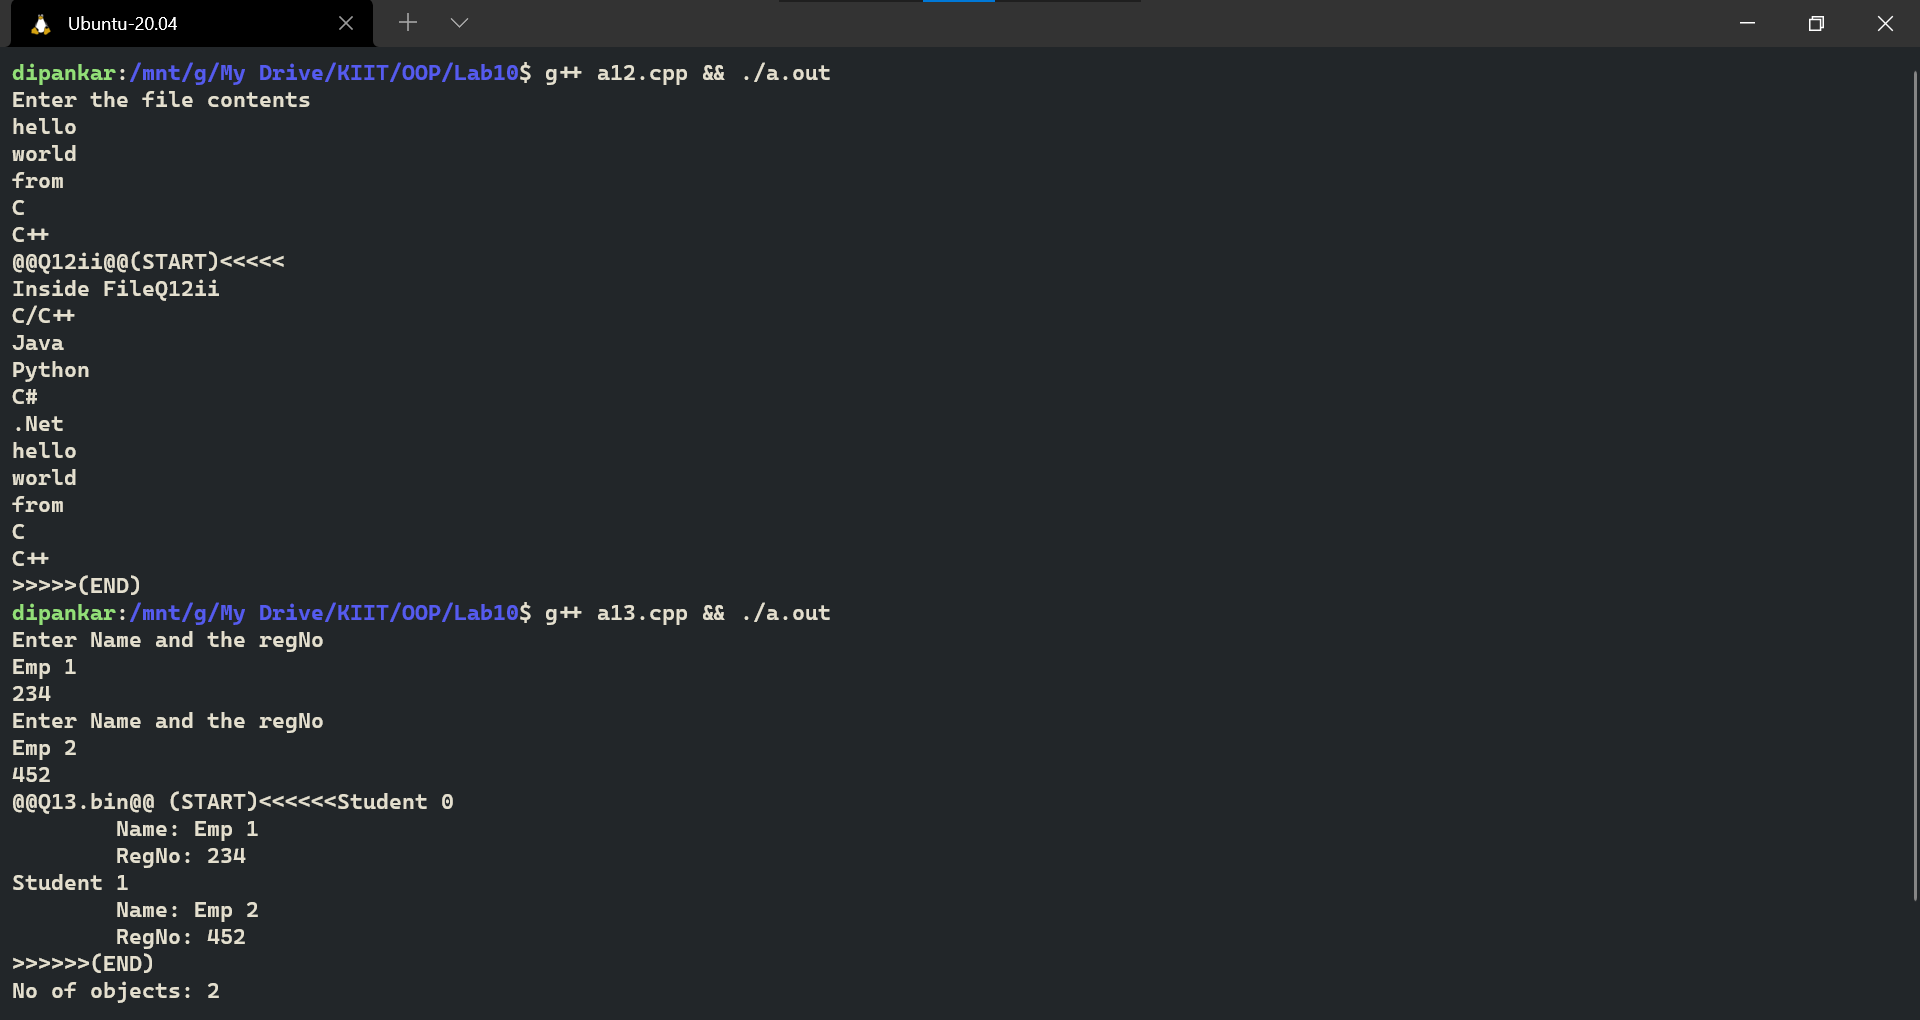 Ubuntu-20.04
dipankar:/mnt/g/My Drive/KIIT/OOP/Lab10$ g++ a12.cpp && ./a.out
Enter the file contents
hello
world
from
C
C++
@@Q12ii@@(START)<<<<<
Inside FileQ12ii
C/C++
Java
Python
C#
.Net
hello
world
from
C
C++
>>>>>(END)
dipankar:/mnt/g/My Drive/KIIT/OOP/Lab10$ g++ a13.cpp && ./a.out
Enter Name and the regNo
Emp 1
234
Enter Name and the regNo
Emp 2
452
@@Q13.bin@@ (START)<<<<<<Student 0
        Name: Emp 1
        RegNo: 234
Student 1
        Name: Emp 2
        RegNo: 452
>>>>>>(END)
No of objects: 2